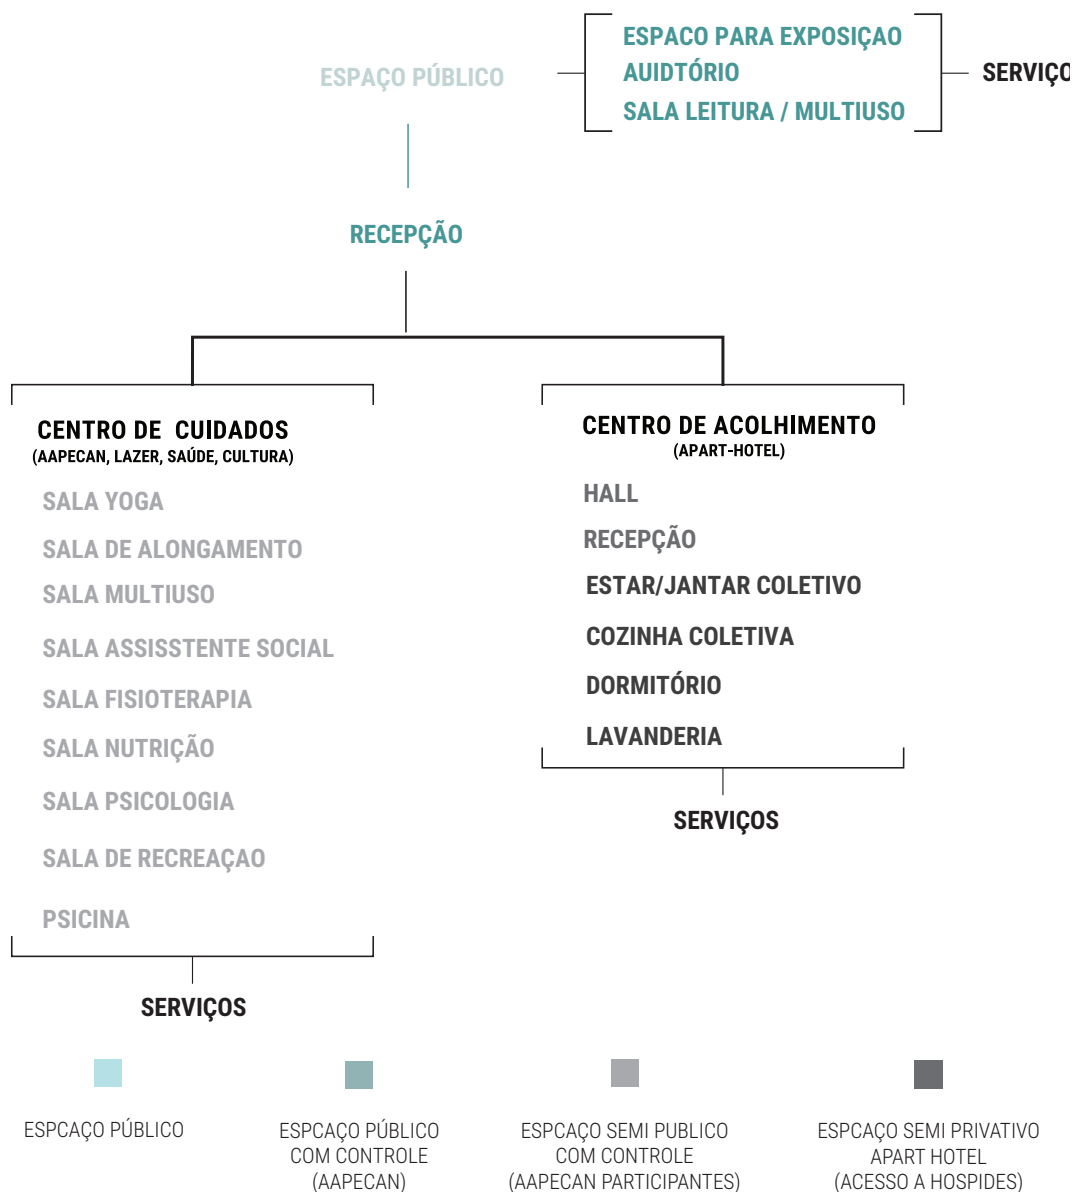 ESPAÇO PÚBLICO
ESPACO PARA EXPOSIÇAO
AUIDTÓRIO
SALA LEITURA / MULTIUSO
SERVIÇO
RECEPÇÃO
CENTRO DE CUIDADOS
(AAPECAN, LAZER, SAÚDE, CULTURA)
SALA YOGA
SALA DE ALONGAMENTO
SALA MULTIUSO
SALA ASSISSTENTE SOCIAL
SALA FISIOTERAPIA
SALA NUTRIÇÃO
SALA PSICOLOGIA
SALA DE RECREAÇAO
PSICINA
SERVIÇOS
CENTRO DE ACOLHIMENTO
(APART-HOTEL)
HALL
RECEPÇÃO
ESTAR/JANTAR COLETIVO
COZINHA COLETIVA
DORMITÓRIO
LAVANDERIA
SERVIÇOS
ESPCAÇO PÚBLICO
ESPCAÇO PÚBLICO
COM CONTROLE
(AAPECAN)
ESPCAÇO SEMI PUBLICO
COM CONTROLE
(AAPECAN PARTICIPANTES)
ESPCAÇO SEMI PRIVATIVO
APART HOTEL
(ACESSO A HOSPIDES)